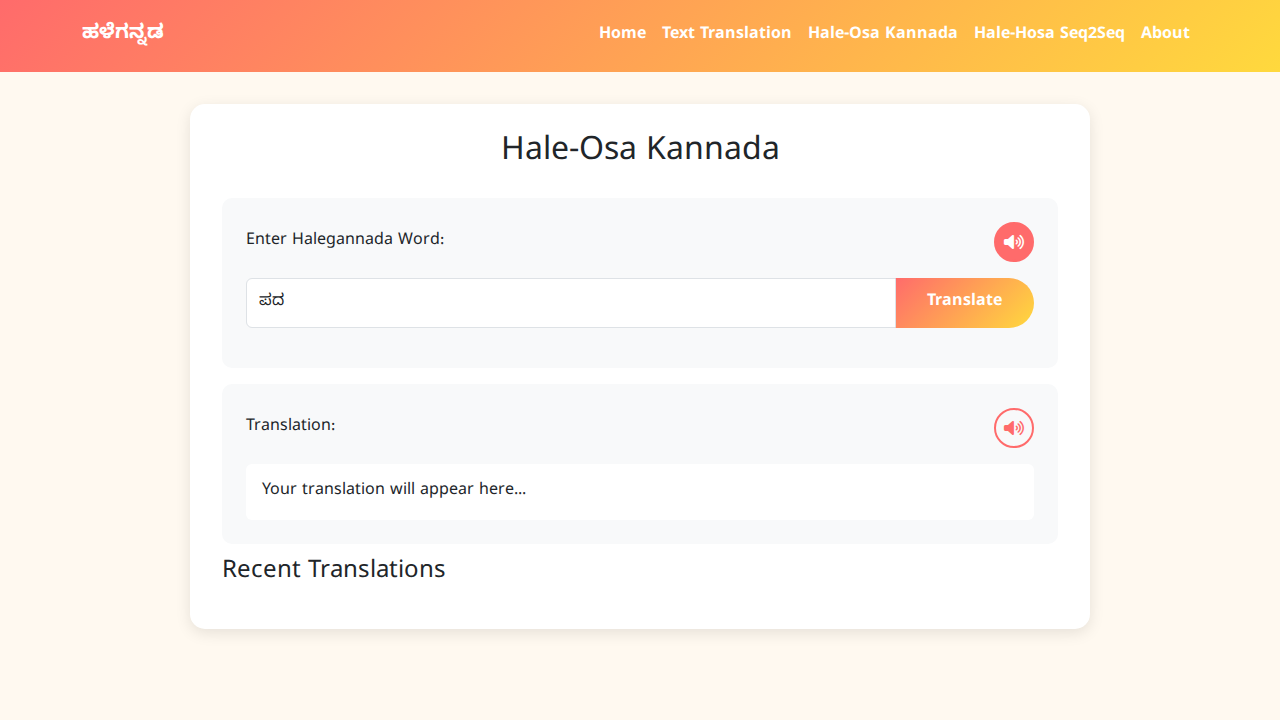 ಹಳೆಗನ್ನಡ
Home Text Translation Hale-Osa Kannada Hale-Hosa Seq2Seq About
Hale-Osa Kannada
Enter Halegannada Word:
ಪದ
Translate
Translation:
Your translation will appear here...
Recent Translations